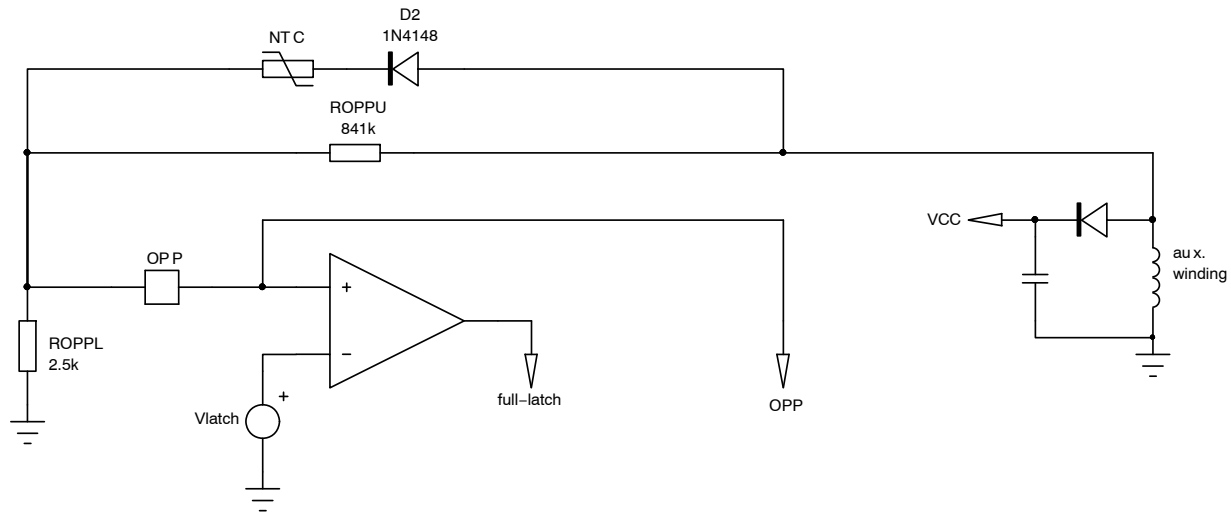 D2
1N4148
NTC
ROPPU
841k
VCC
aux.
winding
OPP
+
−
ROPPL
2.5k
+
Vlatch
full−latch
OPP